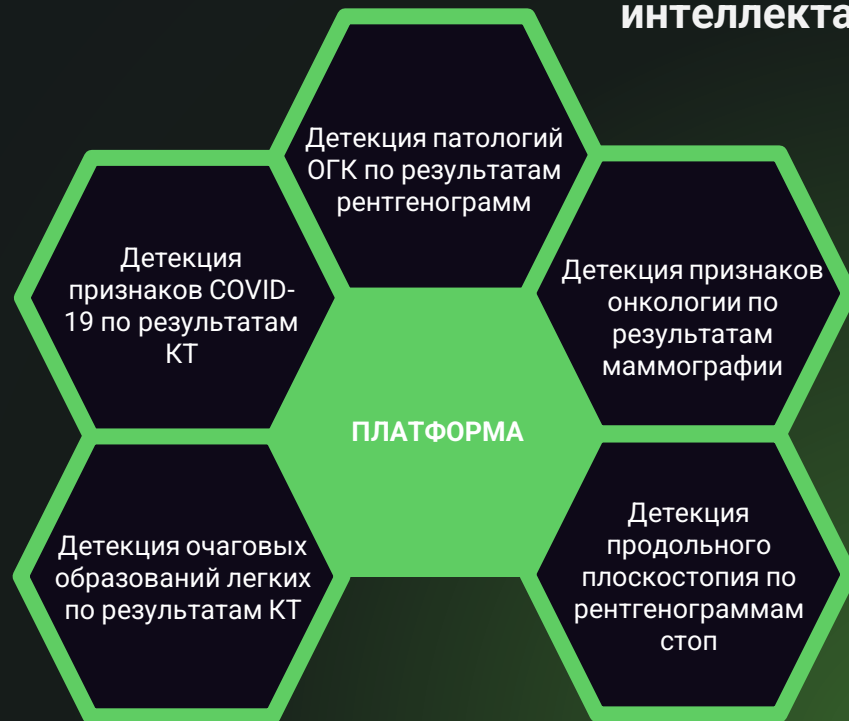 интеллекта
Детекция патологий
ОГК по результатам
рентгенограмм
Детекция
признаков COVID-
19 по результатам
КТ
Детекция признаков
онкологии по
результатам
маммографии
ПЛАТФОРМА
Детекция очаговых
образований легких
по результатам КТ
Детекция
продольного
плоскостопия по
рентгенограммам
стоп